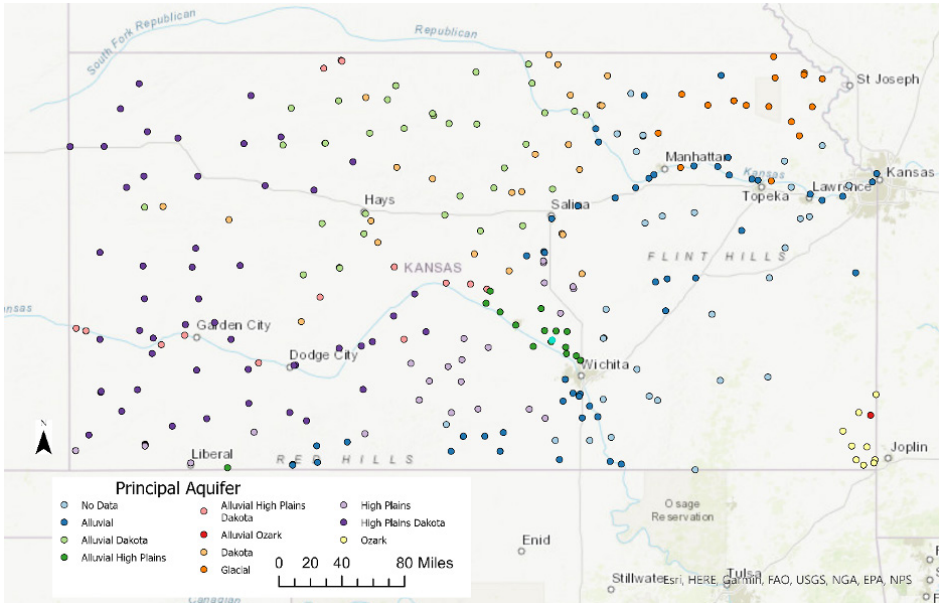 South Fork Republican
Republican
St Joseph
Manhattan
Kansas
Kansas
Topeka
Lawrence
Hays
Salina
FLINT HILLS
KANSAS
Garden City
Dodge City
Wichita
N
Liberal
RED HILLS
Joplin
Principal Aquifer
No Data
Alluvial
Alluvial Dakota
Alluvial High Plains
Alluvial High Plains
Dakota
Alluvial Ozark
Dakota
Glacial
High Plains
High Plains Dakota
Ozark
0 40 80 Miles
Osage
Reservation
Enid
Stillwater
Tulsa
Esri, HERE, Garmin, FAO, USGS, NGA, EPA, NPS
Canadian